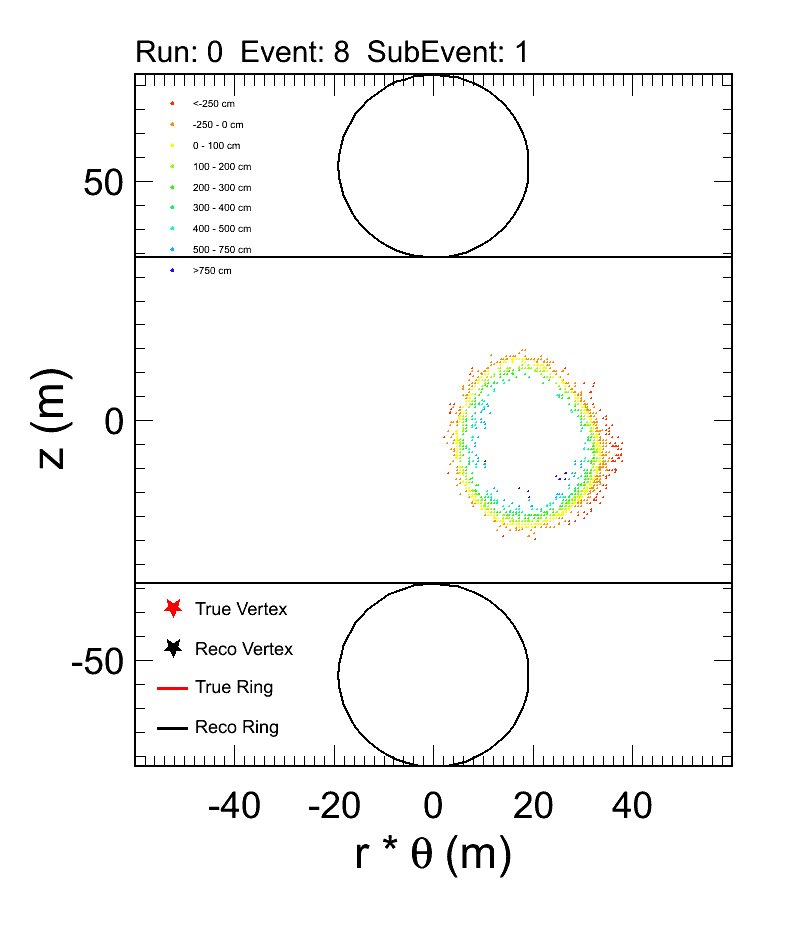 Run: 0 Event: 8 SubEvent: 1
<-250 cm
-250 - 0 cm
0 - 100 cm
100 - 200 cm
200 - 300 cm
300 - 400 cm
400 - 500 cm
500 - 750 cm
>750 cm
50
0
-50
z (m)
True Vertex
Reco Vertex
True Ring
Reco Ring
-40 -20 0 20 40
r * θ (m)